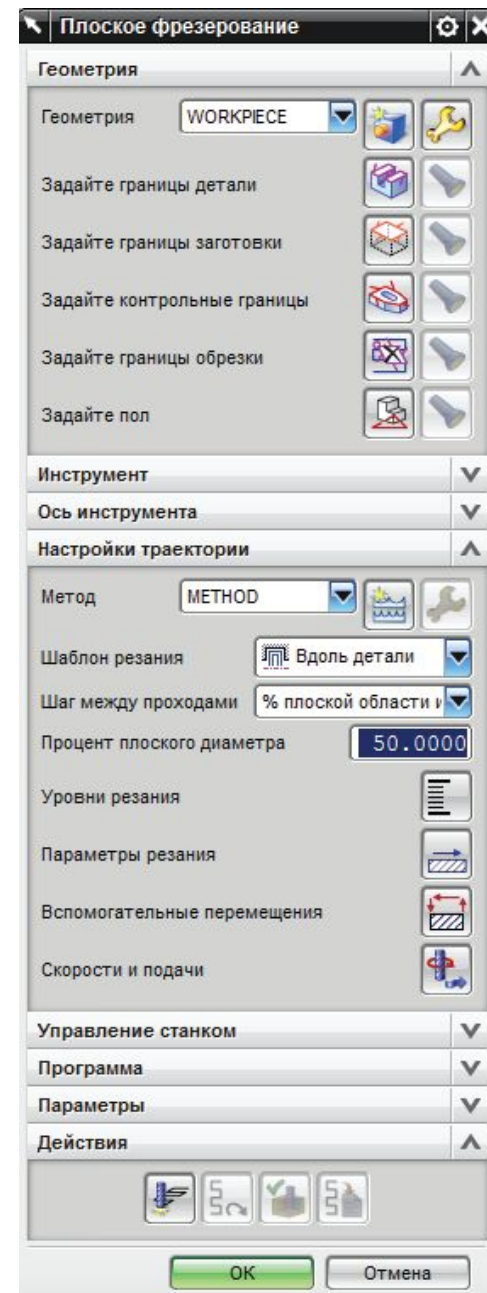 Плоское фрезерование
Геометрия
Геометрия WORKPIECE
Задайте границы детали
Задайте границы заготовки
Задайте контрольные границы
Задайте границы обрезки
Задайте пол
Инструмент
Ось инструмента
Настройки траектории
Метод METHOD
Шаблон резания Вдоль детали
Шаг между проходами % плоской области и
Процент плоского диаметра 50.0000
Уровни резания
Параметры резания
Вспомогательные перемещения
Скорости и подачи
Управление станком
Программа
Параметры
Действия
ОК Отмена